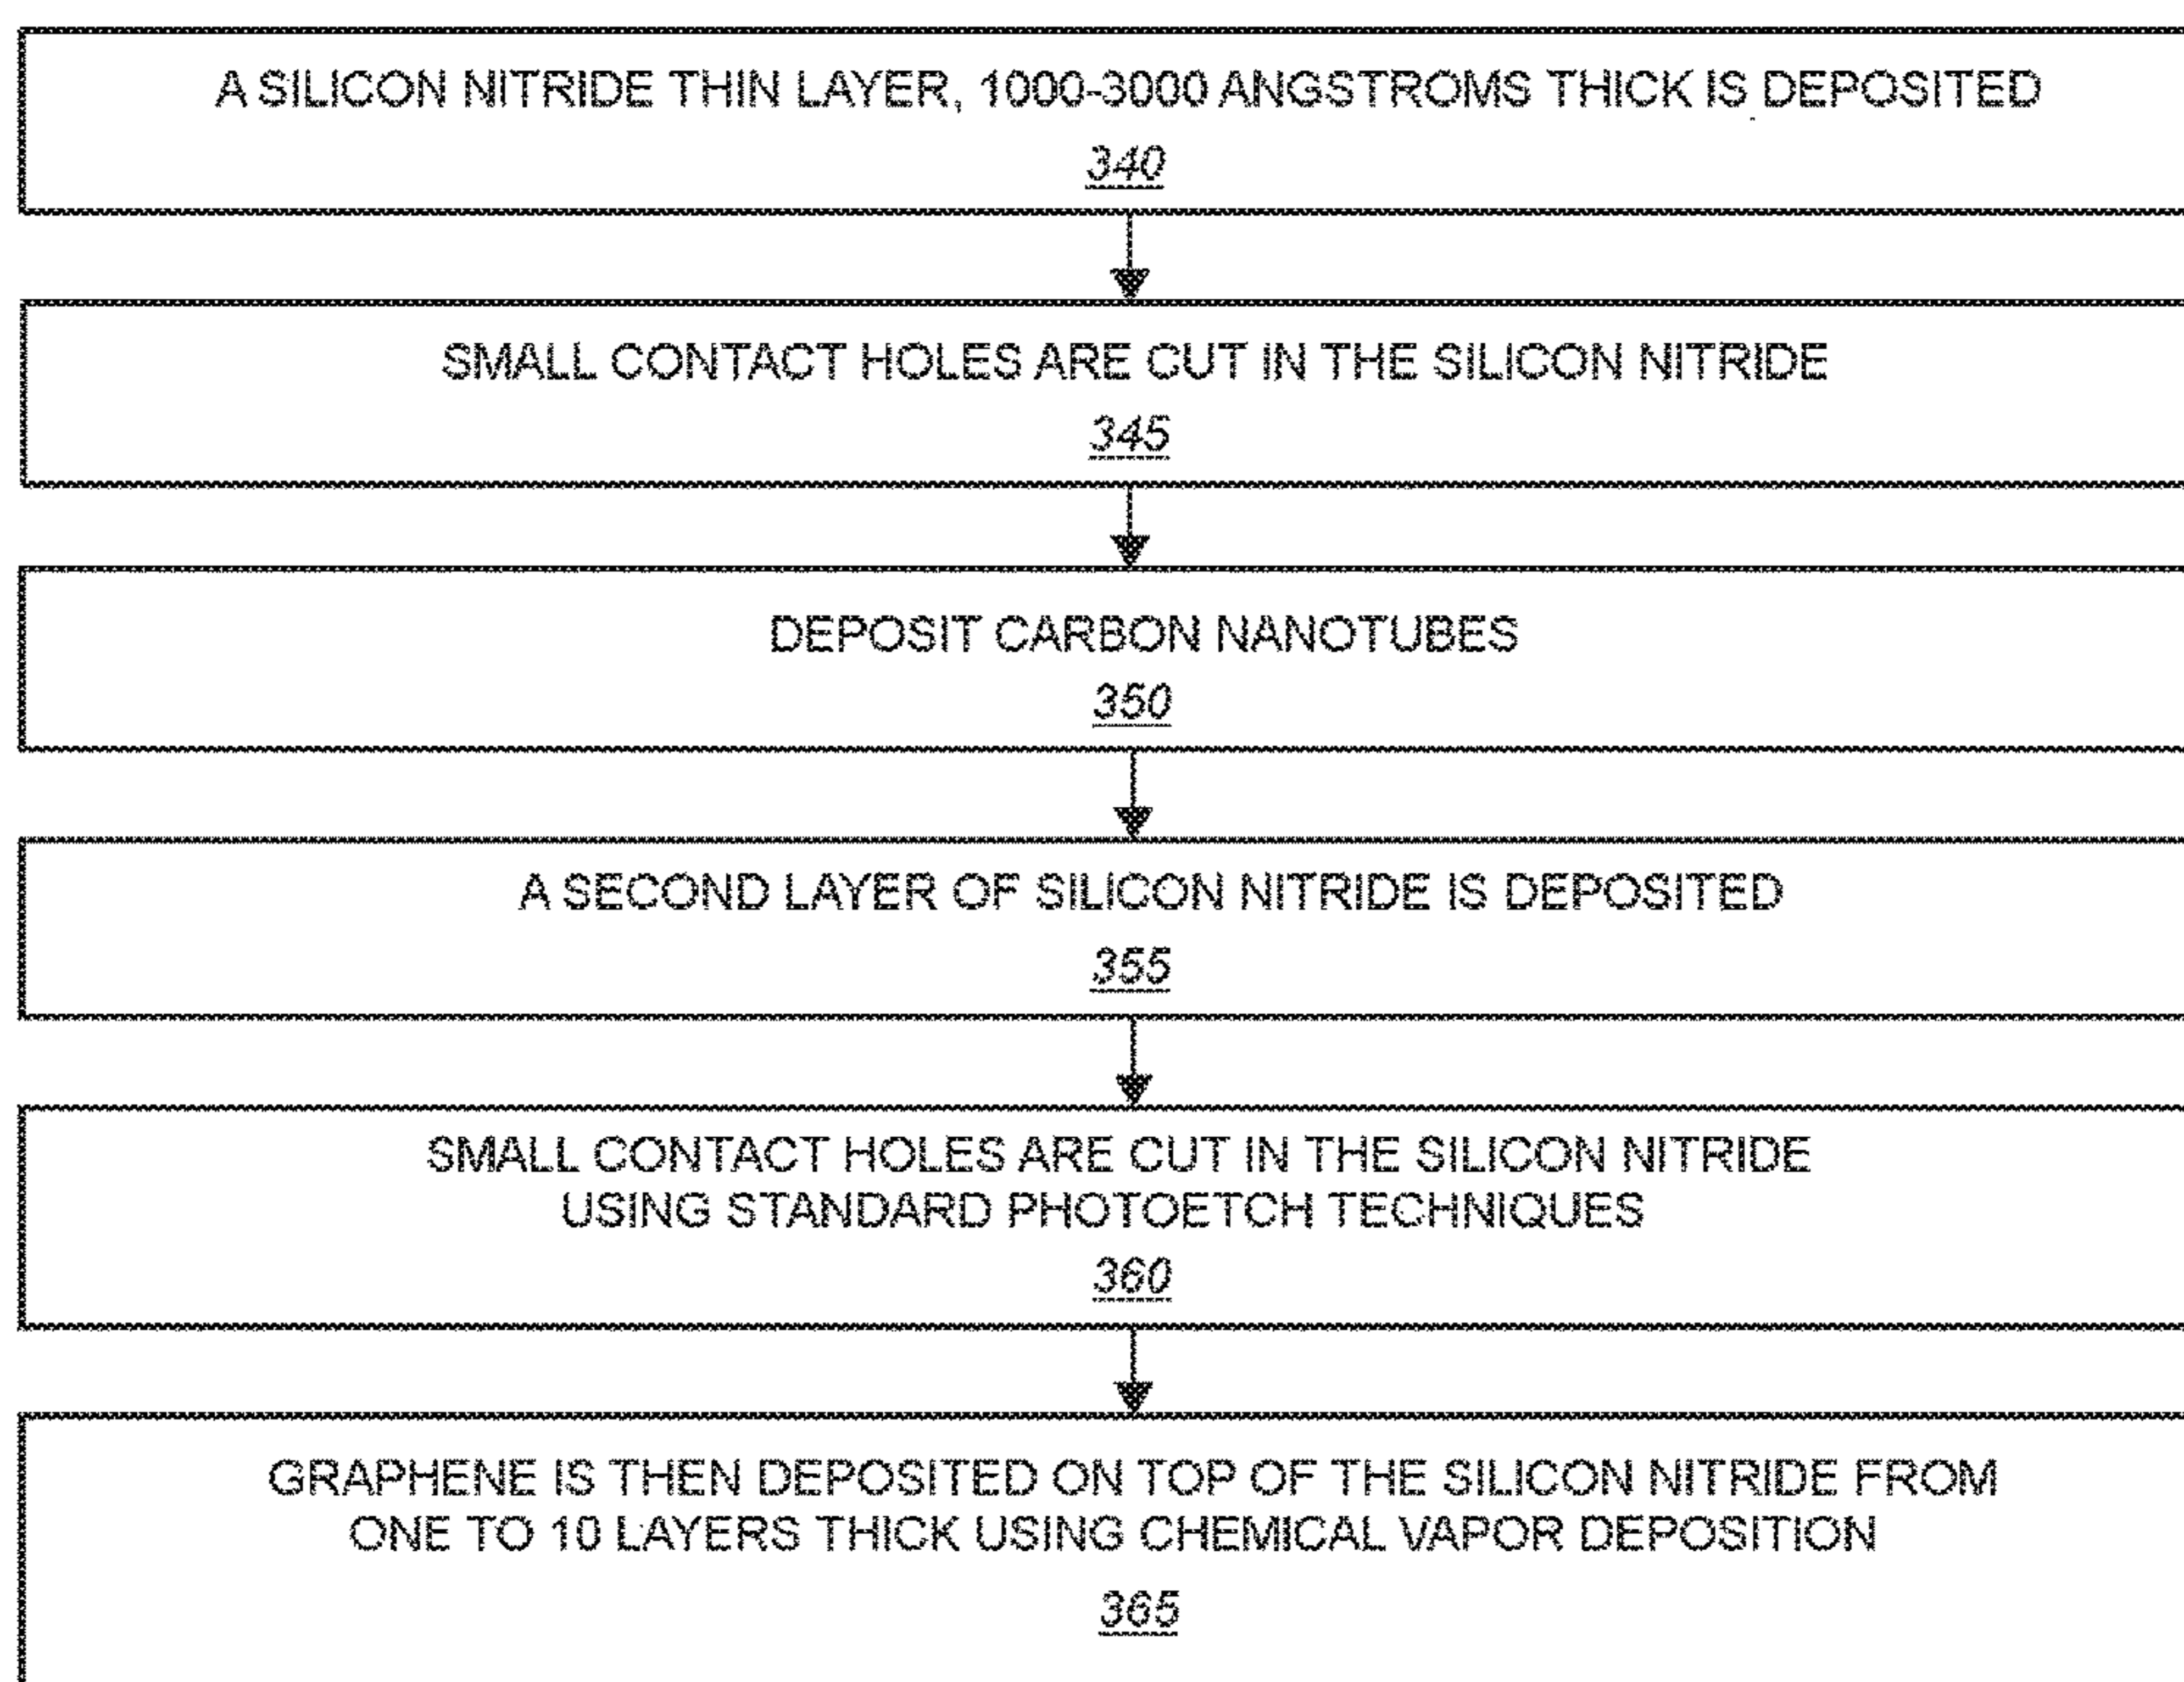 A SILICON NITRIDE THIN LAYER, 1000-3000 ANGSTROMS THICK IS DEPOSITED
340
SMALL CONTACT HOLES ARE CUT IN THE SILICON NITRIDE
345
DEPOSIT CARBON NANOTUBES
350
A SECOND LAYER OF SILICON NITRIDE IS DEPOSITED
355
SMALL CONTACT HOLES ARE CUT IN THE SILICON NITRIDE
USING STANDARD PHOTOETCH TECHNIQUES
360
GRAPHENE IS THEN DEPOSITED ON TOP OF THE SILICON NITRIDE FROM
ONE TO 10 LAYERS THICK USING CHEMICAL VAPOR DEPOSITION
365